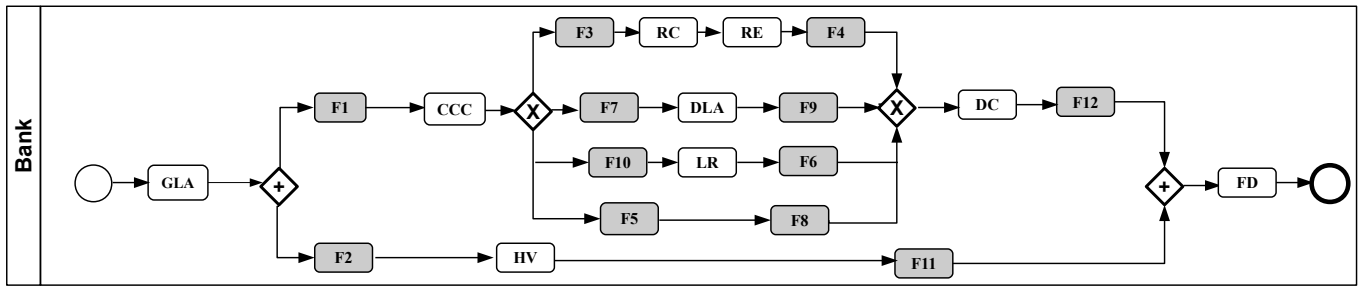 Bank
GLA
+
F1
CCC
X
F3
RC
RE
F4
F7
DLA
F9
F10
LR
F6
F5
F8
X
DC
F12
F2
HV
F11
+
FD